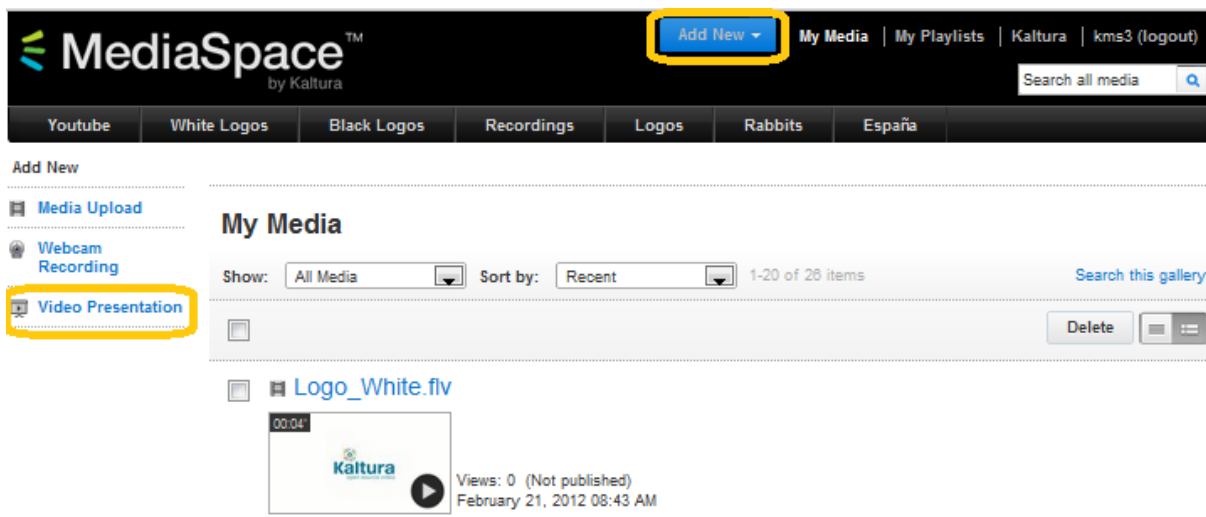 MediaSpace™
by Kaltura
Add New
My Media | My Playlists | Kaltura | kms3 (logout)
Search all media
Youtube White Logos Black Logos Recordings Logos Rabbits España
Add New
Media Upload
Webcam
Recording
Video Presentation
My Media
Show: All Media Sort by: Recent 1-20 of 26 items Search this gallery
Delete
Logo_White.flv
00:04"
Kaltura
Views: 0 (Not published)
February 21, 2012 08:43 AM